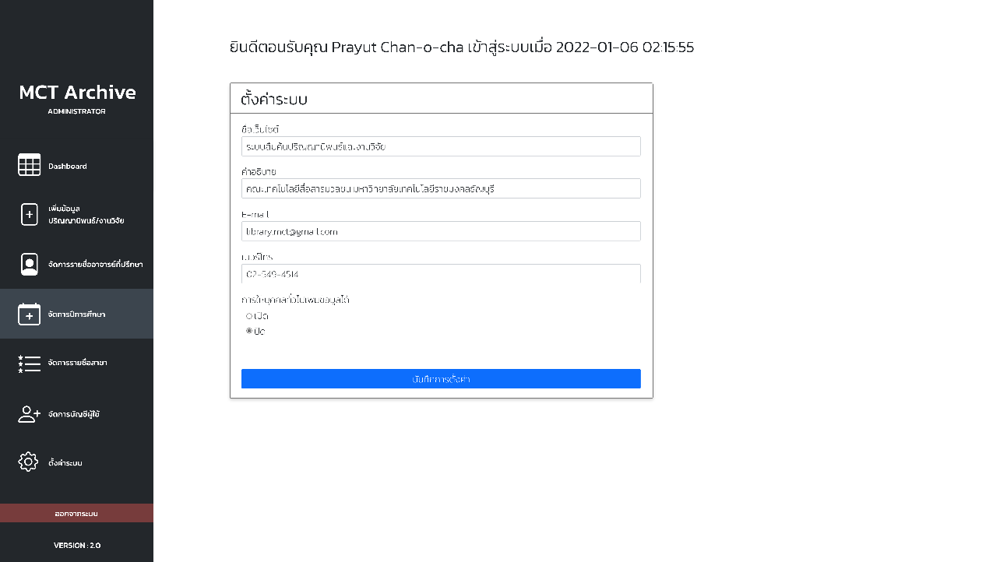 MCT Archive
ADMINISTRATOR
Dashboard
เพิ่มข้อมูล
ปริญญานิพนธ์/งานวิจัย
จัดการรายชื่ออาจารย์ที่ปรึกษา
จัดการปีการศึกษา
จัดการรายชื่อสาขา
จัดการบัญชีผู้ใช้
ตั้งค่าระบบ
ออกจากระบบ
VERSION : 2.0
ยินดีตอนรับคุณ Prayut Chan-o-cha เข้าสู่ระบบเมื่อ 2022-01-06 02:15:55
ตั้งค่าระบบ
ชื่อเว็บไซต์
ระบบสืบค้นปริญญานิพนธ์และงานวิจัย
คำอธิบาย
คณะเทคโนโลยีสื่อสารมวลชน มหาวิทยาลัยเทคโนโลยีราชมงคลธัญบุรี
E-mail
library.mct@gmail.com
เบอร์โทร
02-549-4514
การให้บุคคลทั่วไปเพิ่มข้อมูลได้
เปิด
ปิด
บันทึกการตั้งค่า